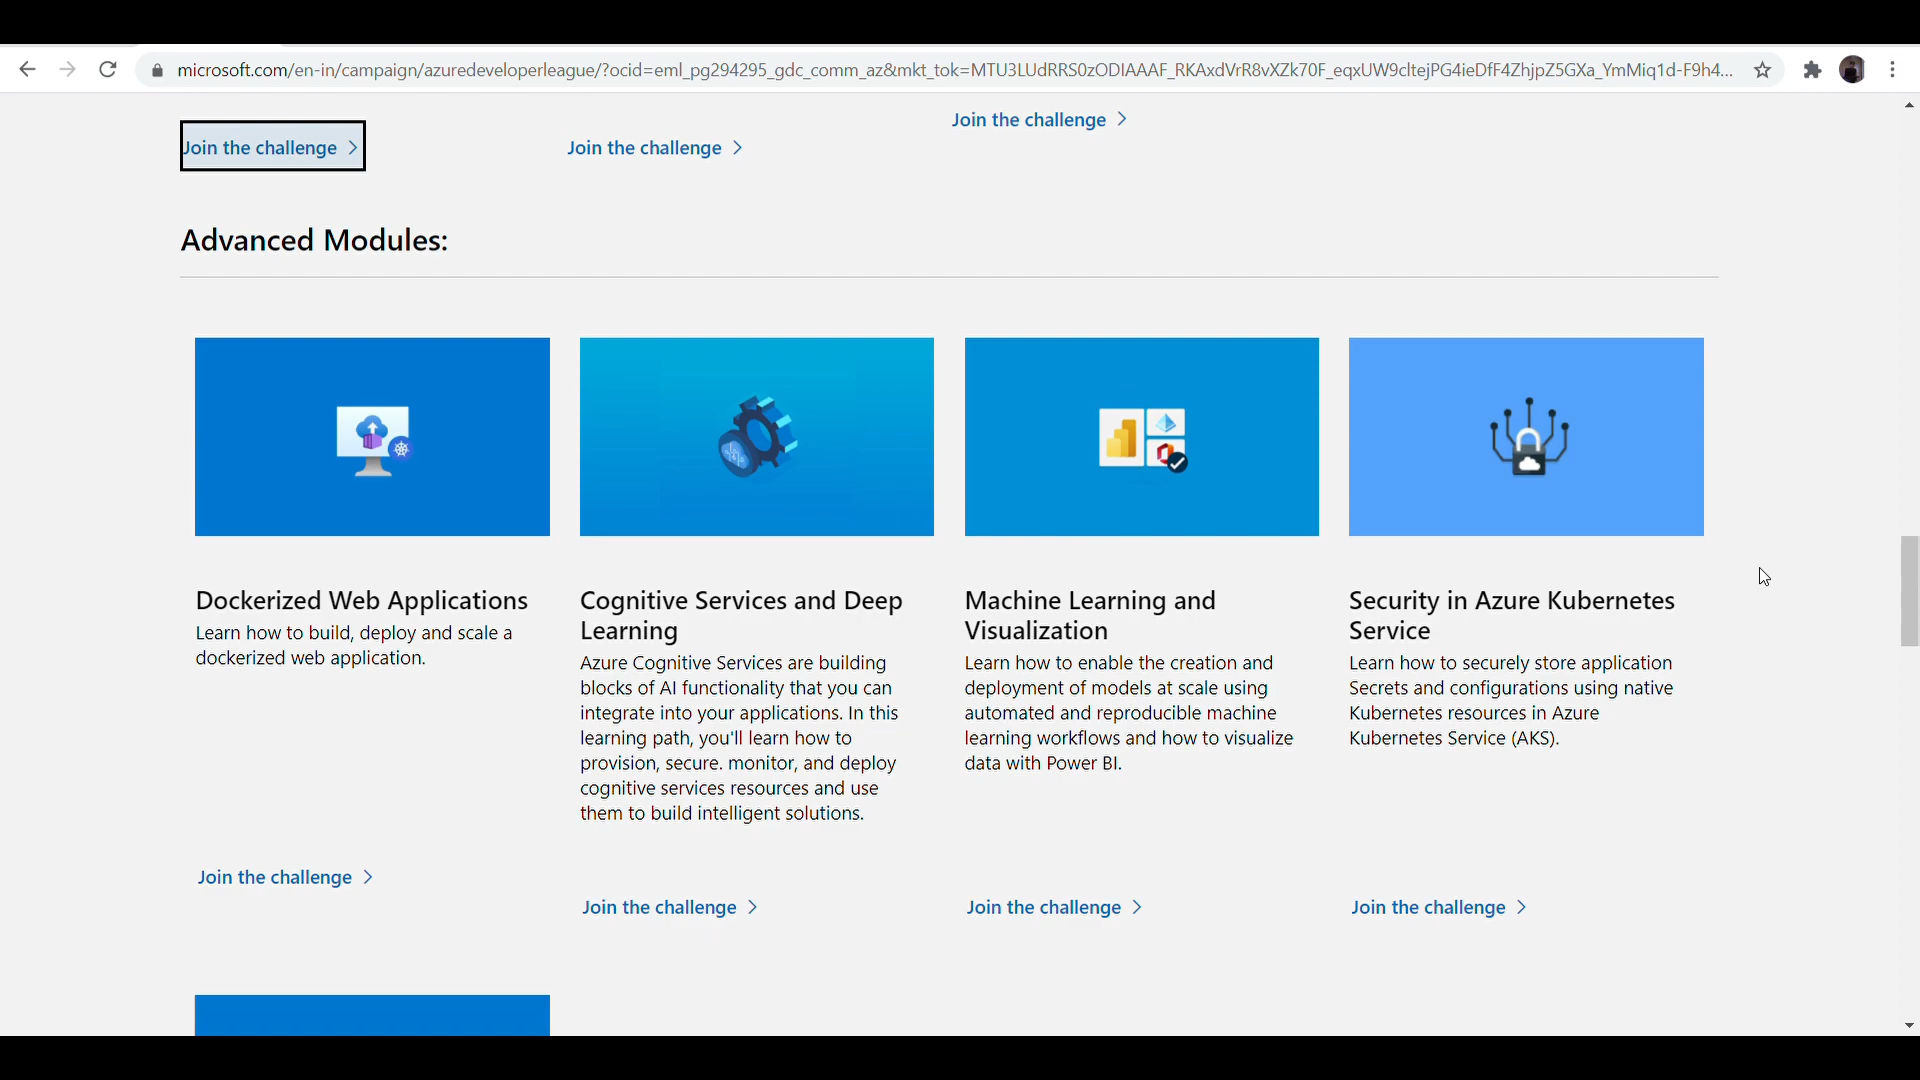 microsoft.com/en-in/campaign/azuredeveloperleague/?ocid=eml_pg294295_gdc_comm_az&mkt_tok=MTU3LUdRRS0zODIAAAF_RKAxdVrR8vXZk70F_eqxUW9cltejPG4ieDfF4ZhjpZ5GXa_YmMiq1d-F9h4...
Join the challenge
Join the challenge
Join the challenge
Advanced Modules:
Dockerized Web Applications
Learn how to build, deploy and scale a
dockerized web application.
Join the challenge
Cognitive Services and Deep
Learning
Azure Cognitive Services are building
blocks of AI functionality that you can
integrate into your applications. In this
learning path, you'll learn how to
provision, secure. monitor, and deploy
cognitive services resources and use
them to build intelligent solutions.
Join the challenge
Machine Learning and
Visualization
Learn how to enable the creation and
deployment of models at scale using
automated and reproducible machine
learning workflows and how to visualize
data with Power BI.
Join the challenge
Security in Azure Kubernetes
Service
Learn how to securely store application
Secrets and configurations using native
Kubernetes resources in Azure
Kubernetes Service (AKS).
Join the challenge